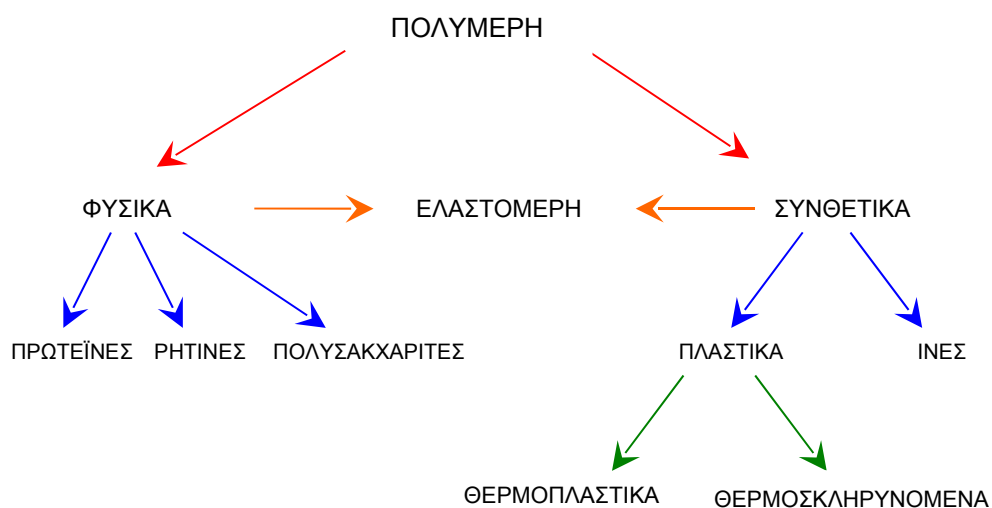 ΠΟΛΥΜΕΡΗ
ΦΥΣΙΚΑ
ΕΛΑΣΤΟΜΕΡΗ
ΣΥΝΘΕΤΙΚΑ
ΠΡΩΤΕΪΝΕΣ
ΡΗΤΙΝΕΣ
ΠΟΛΥΣΑΚΧΑΡΙΤΕΣ
ΠΛΑΣΤΙΚΑ
ΙΝΕΣ
ΘΕΡΜΟΠΛΑΣΤΙΚΑ
ΘΕΡΜΟΣΚΛΗΡΥΝΟΜΕΝΑ